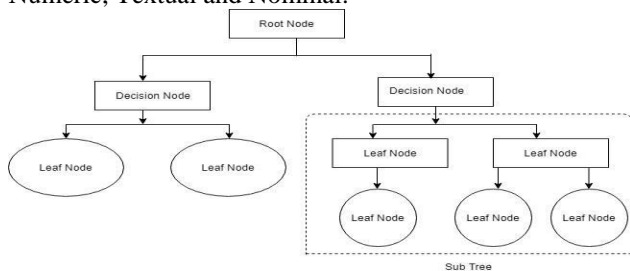 Numeric, Textual and Nominal.
Root Node
Decision Node
Decision Node
Leaf Node
Leaf Node
Leaf Node
Leaf Node
Leaf Node
Leaf Node
Leaf Node
Sub Tree